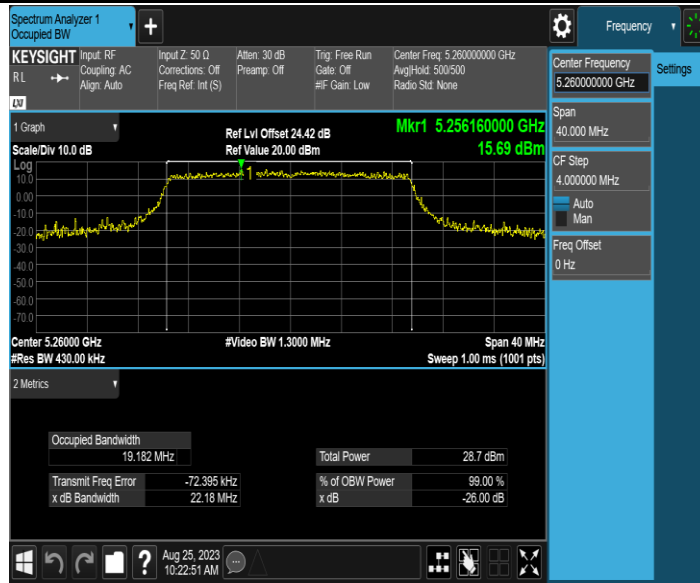 Spectrum Analyzer 1
Occupied BW
+
Frequency
KEYSIGHT
RL
LXI
Input: RF
Coupling: AC
Align: Auto
Input Z: 50 Ω
Corrections: Off
Freq Ref: Int (S)
Atten: 30 dB
Preamp: Off
Trig: Free Run
Gate: Off
#IF Gain: Low
Center Freq: 5.260000000 GHz
Avg|Hold: 500/500
Radio Std: None
Center Frequency
5.260000000 GHz
Settings
Span
40.000 MHz
CF Step
4.000000 MHz
Auto
Man
Freq Offset
0 Hz
1 Graph
Scale/Div 10.0 dB
Ref Lvl Offset 24.42 dB
Ref Value 20.00 dBm
Mkr1 5.256160000 GHz
15.69 dBm
Log
10.0
0.00
-10.0
-20.0
-30.0
-40.0
-50.0
-60.0
-70.0
1
Center 5.26000 GHz
#Res BW 430.00 kHz
#Video BW 1.3000 MHz
Span 40 MHz
Sweep 1.00 ms (1001 pts)
2 Metrics
Occupied Bandwidth
19.182 MHz
Transmit Freq Error -72.395 kHz
x dB Bandwidth 22.18 MHz
Total Power 28.7 dBm
% of OBW Power 99.00 %
x dB -26.00 dB
?
Aug 25, 2023
10:22:51 AM